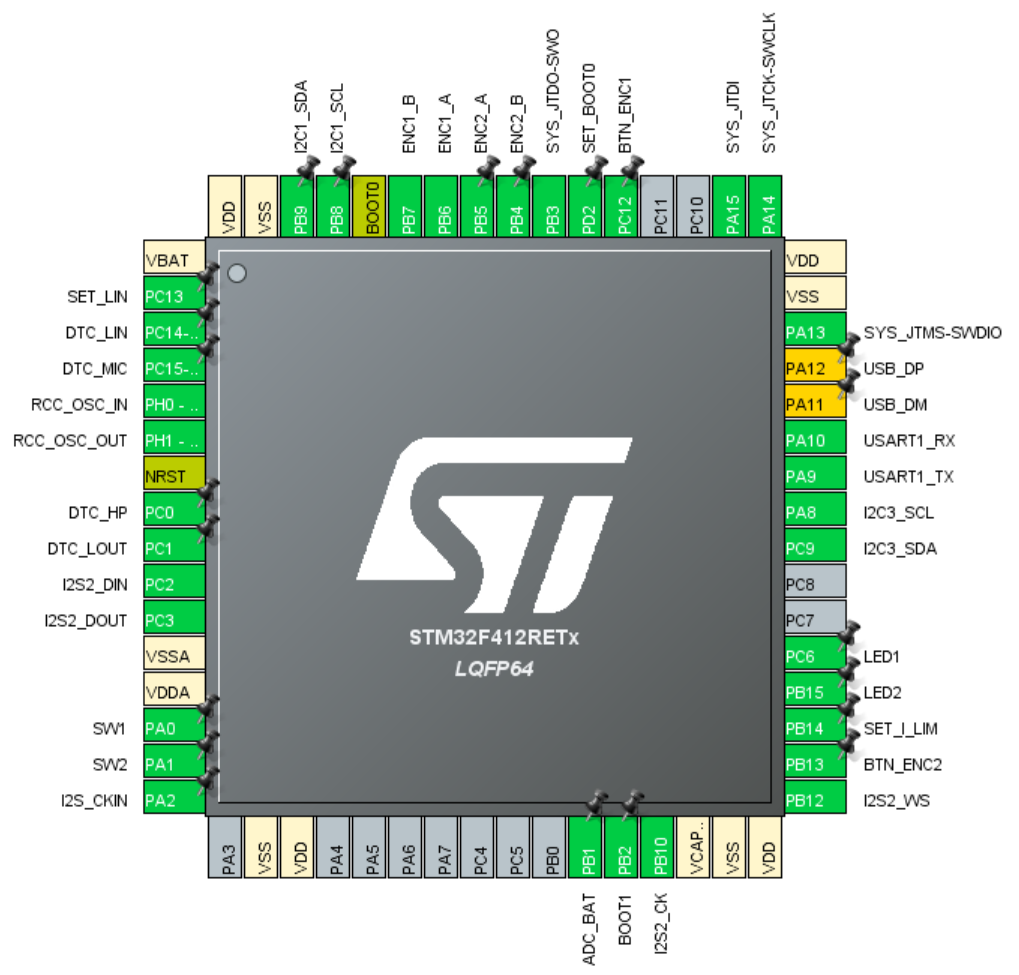 I2C1_SDA
I2C1_SCL
ENC1_B
ENC1_A
ENC2_A
ENC2_B
SYS_JTDO-SWO
SET_BOOT0
BTN_ENC1
SYS_JTDI
SYS_JTCK-SWCLK
VDD
VSS
PB9
PB8
BOOT0
PB7
PB6
PB5
PB4
PB3
PD2
PC12
PC11
PC10
PA15
PA14
VBAT
SET_LIN PC13
DTC_LIN PC14-..
DTC_MIC PC15-..
RCC_OSC_IN PH0 - ..
RCC_OSC_OUT PH1 - ..
NRST
DTC_HP PC0
DTC_LOUT PC1
I2S2_DIN PC2
I2S2_DOUT PC3
VSSA
VDDA
SW1 PA0
SW2 PA1
I2S_CKIN PA2
STM32F412RETx
LQFP64
VDD
VSS
PA13 SYS_JTMS-SWDIO
PA12 USB_DP
PA11 USB_DM
PA10 USART1_RX
PA9 USART1_TX
PA8 I2C3_SCL
PC9 I2C3_SDA
PC8
PC7
PC6 LED1
PB15 LED2
PB14 SET_I_LIM
PB13 BTN_ENC2
PB12 I2S2_WS
PA3
VSS
VDD
PA4
PA5
PA6
PA7
PC4
PC5
PB0
PB1
PB2
PB10
VCAP..
VSS
VDD
ADC_BAT
BOOT1
I2S2_CK